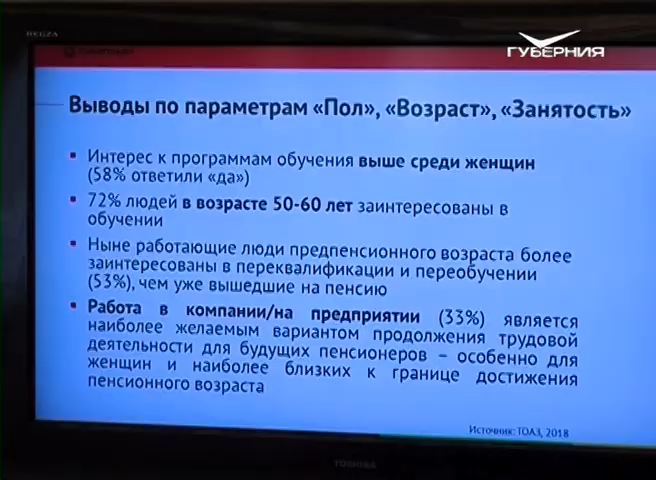 REGZA
ГУБЕРНИЯ
Выводы по параметрам «Пол», «Возраст», «Занятость»
Интерес к программам обучения выше среди женщин
(58% ответили «да»)
72% людей в возрасте 50-60 лет заинтересованы в
обучении
Ныне работающие люди предпенсионного возраста более
заинтересованы в переквалификации и переобучении
(53%), чем уже вышедшие на пенсию
Работа в компании/на предприятии (33%) является
наиболее желаемым вариантом продолжения трудовой
деятельности для будущих пенсионеров – особенно для
женщин и наиболее близких к границе достижения
пенсионного возраста
Источник: ТОАЗ, 2018
TOSHIBA